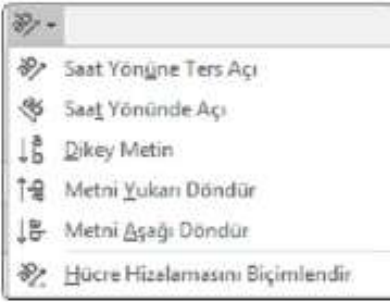 Saat Yönüne Ters Açı
Saat Yönünde Açı
Dikey Metin
Metni Yukarı Döndür
Metni Aşağı Döndür
Hücre Hizalamasını Biçimlendir